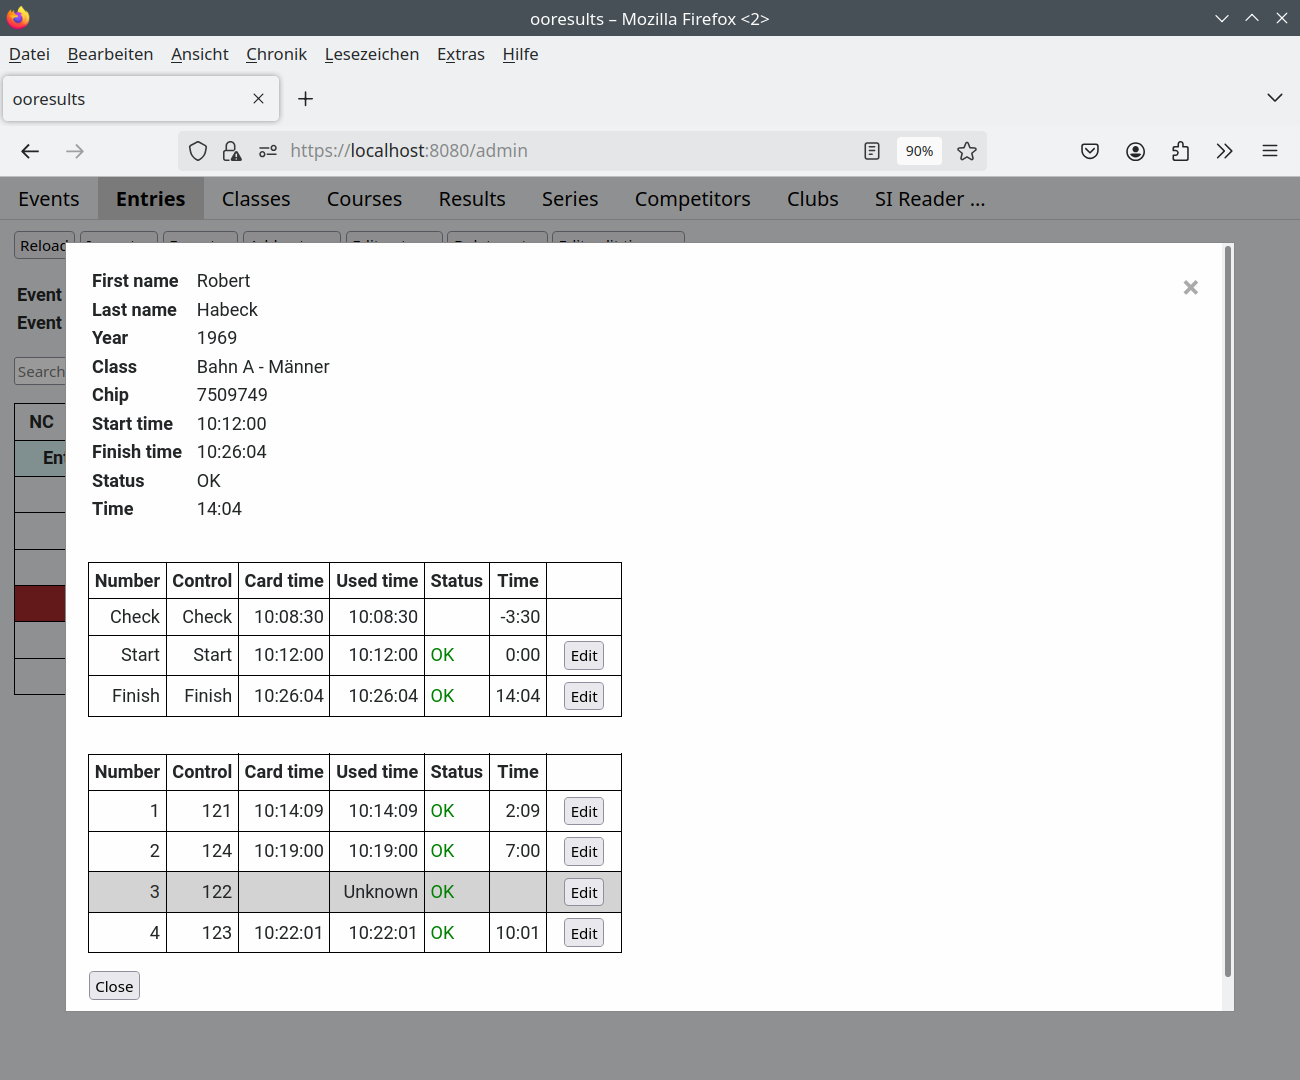 ooresults – Mozilla Firefox <2>
Datei Bearbeiten Ansicht Chronik Lesezeichen Extras Hilfe
ooresults
https://localhost:8080/admin 90%
Events Entries Classes Courses Results Series Competitors Clubs SI Reader ...
Reload
Event
Event
Search
NC
First name Robert
Last name Habeck
Year 1969
Class Bahn A - Männer
Chip 7509749
Start time 10:12:00
Finish time 10:26:04
Status OK
Time 14:04
Number Control Card time Used time Status Time
Check Check 10:08:30 10:08:30 -3:30
Start Start 10:12:00 10:12:00 OK 0:00 Edit
Finish Finish 10:26:04 10:26:04 OK 14:04 Edit
Number Control Card time Used time Status Time
1 121 10:14:09 10:14:09 OK 2:09 Edit
2 124 10:19:00 10:19:00 OK 7:00 Edit
3 122 Unknown OK Edit
4 123 10:22:01 10:22:01 OK 10:01 Edit
Close